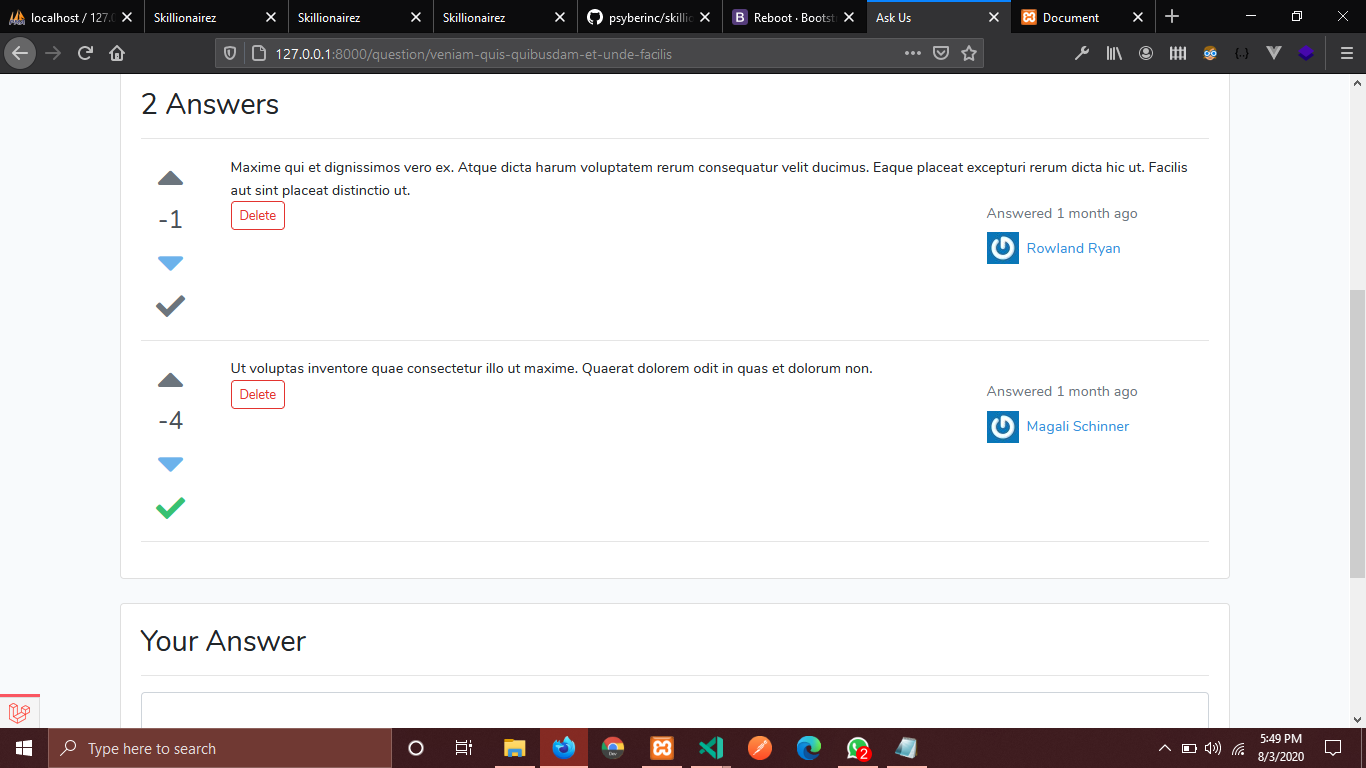 localhost / 127.0
Skillionairez
Skillionairez
Skillionairez
psyberinc/skillio
B
Reboot · Bootst
Ask Us
Document
127.0.0.1:8000/question/veniam-quis-quibusdam-et-unde-facilis
2 Answers
Maxime qui et dignissimos vero ex. Atque dicta harum voluptatem rerum consequatur velit ducimus. Eaque placeat excepturi rerum dicta hic ut. Facilis
aut sint placeat distinctio ut.
-1
Delete
Answered 1 month ago
Rowland Ryan
Ut voluptas inventore quae consectetur illo ut maxime. Quaerat dolorem odit in quas et dolorum non.
-4
Delete
Answered 1 month ago
Magali Schinner
Your Answer
Type here to search
Dev
2
5:49 PM
8/3/2020